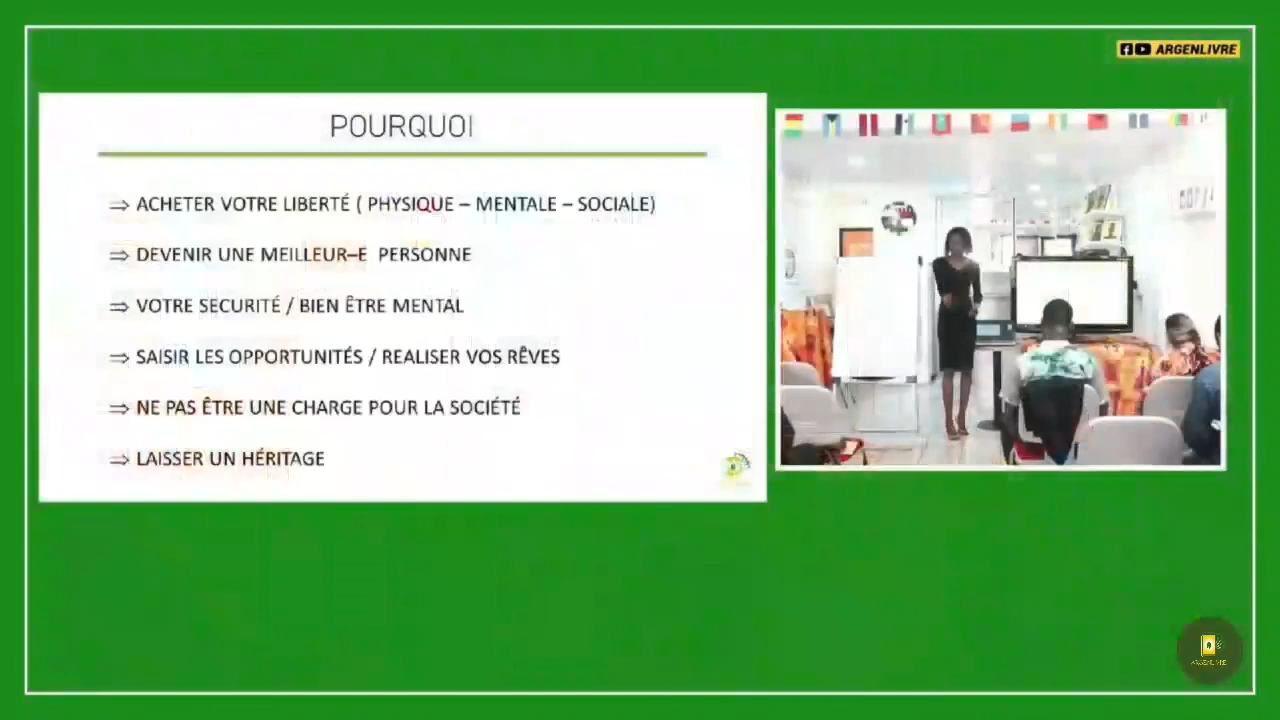 ARGENLIVRE
POURQUOI
⇒ ACHETER VOTRE LIBERTÉ ( PHYSIQUE – MENTALE – SOCIALE)
⇒ DEVENIR UNE MEILLEUR–E PERSONNE
⇒ VOTRE SECURITÉ / BIEN ÊTRE MENTAL
⇒ SAISIR LES OPPORTUNITÉS / REALISER VOS RÊVES
⇒ NE PAS ÊTRE UNE CHARGE POUR LA SOCIÉTÉ
⇒ LAISSER UN HÉRITAGE
ARGENLIVRE